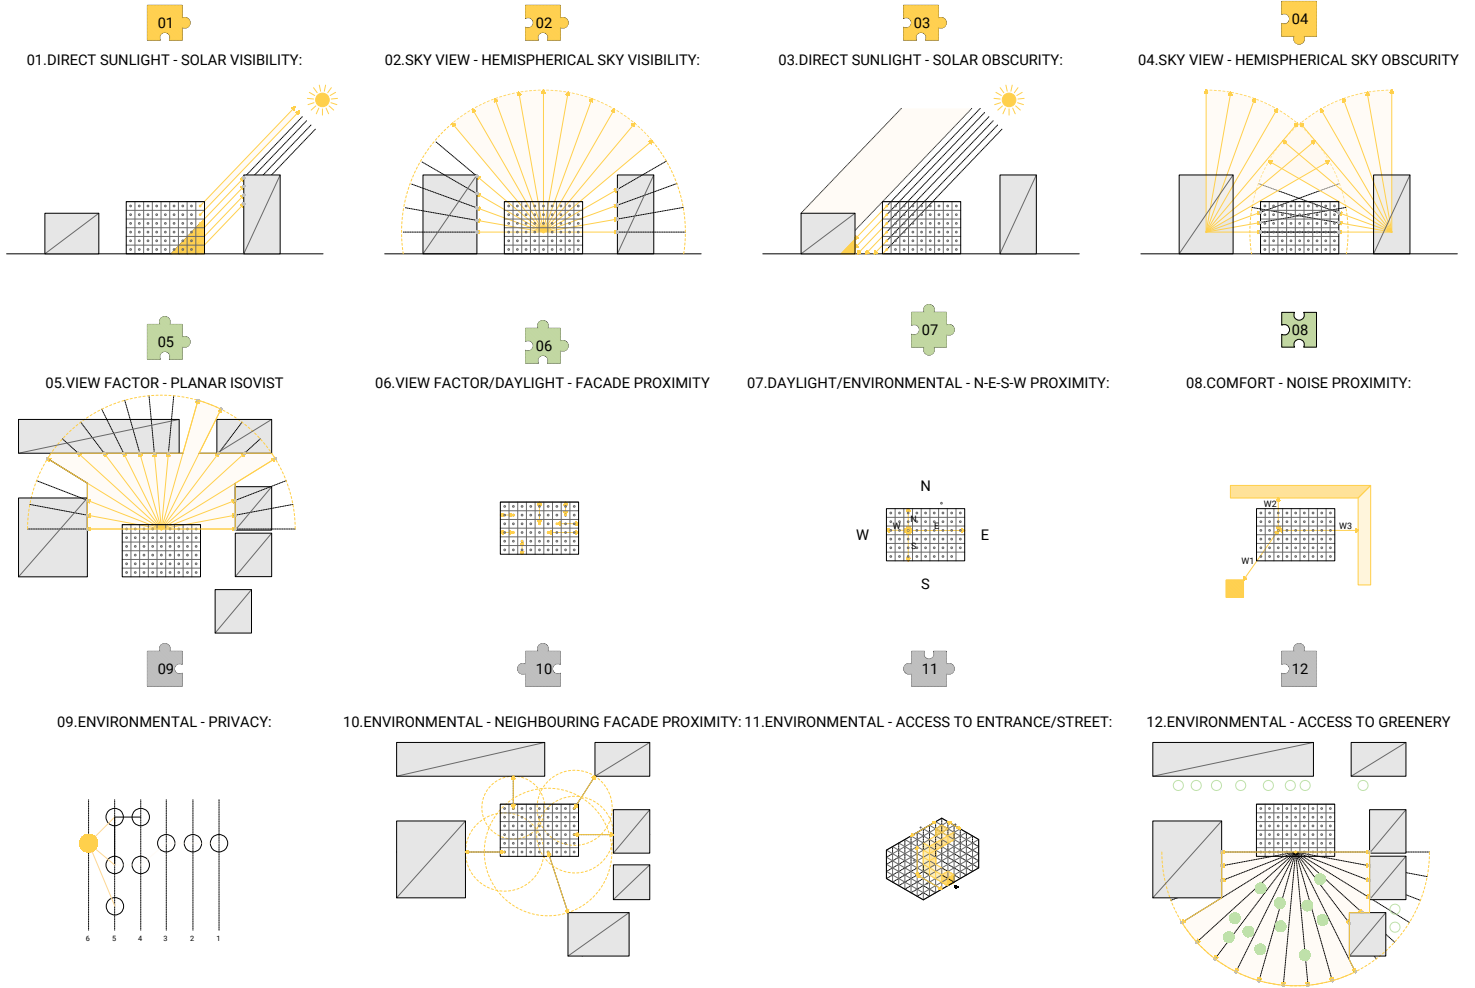 01
02
03
04
01.DIRECT SUNLIGHT - SOLAR VISIBILITY:
02.SKY VIEW - HEMISPHERICAL SKY VISIBILITY:
03.DIRECT SUNLIGHT - SOLAR OBSCURITY:
04.SKY VIEW - HEMISPHERICAL SKY OBSCURITY
05
06
07
08
05.VIEW FACTOR - PLANAR ISOVIST
06.VIEW FACTOR/DAYLIGHT - FACADE PROXIMITY
07.DAYLIGHT/ENVIRONMENTAL - N-E-S-W PROXIMITY:
08.COMFORT - NOISE PROXIMITY:
N
W
E
S
N
W
E
S
W2
W3
W1
09
10
11
12
09.ENVIRONMENTAL - PRIVACY:
10.ENVIRONMENTAL - NEIGHBOURING FACADE PROXIMITY:
11.ENVIRONMENTAL - ACCESS TO ENTRANCE/STREET:
12.ENVIRONMENTAL - ACCESS TO GREENERY
6 5 4 3 2 1